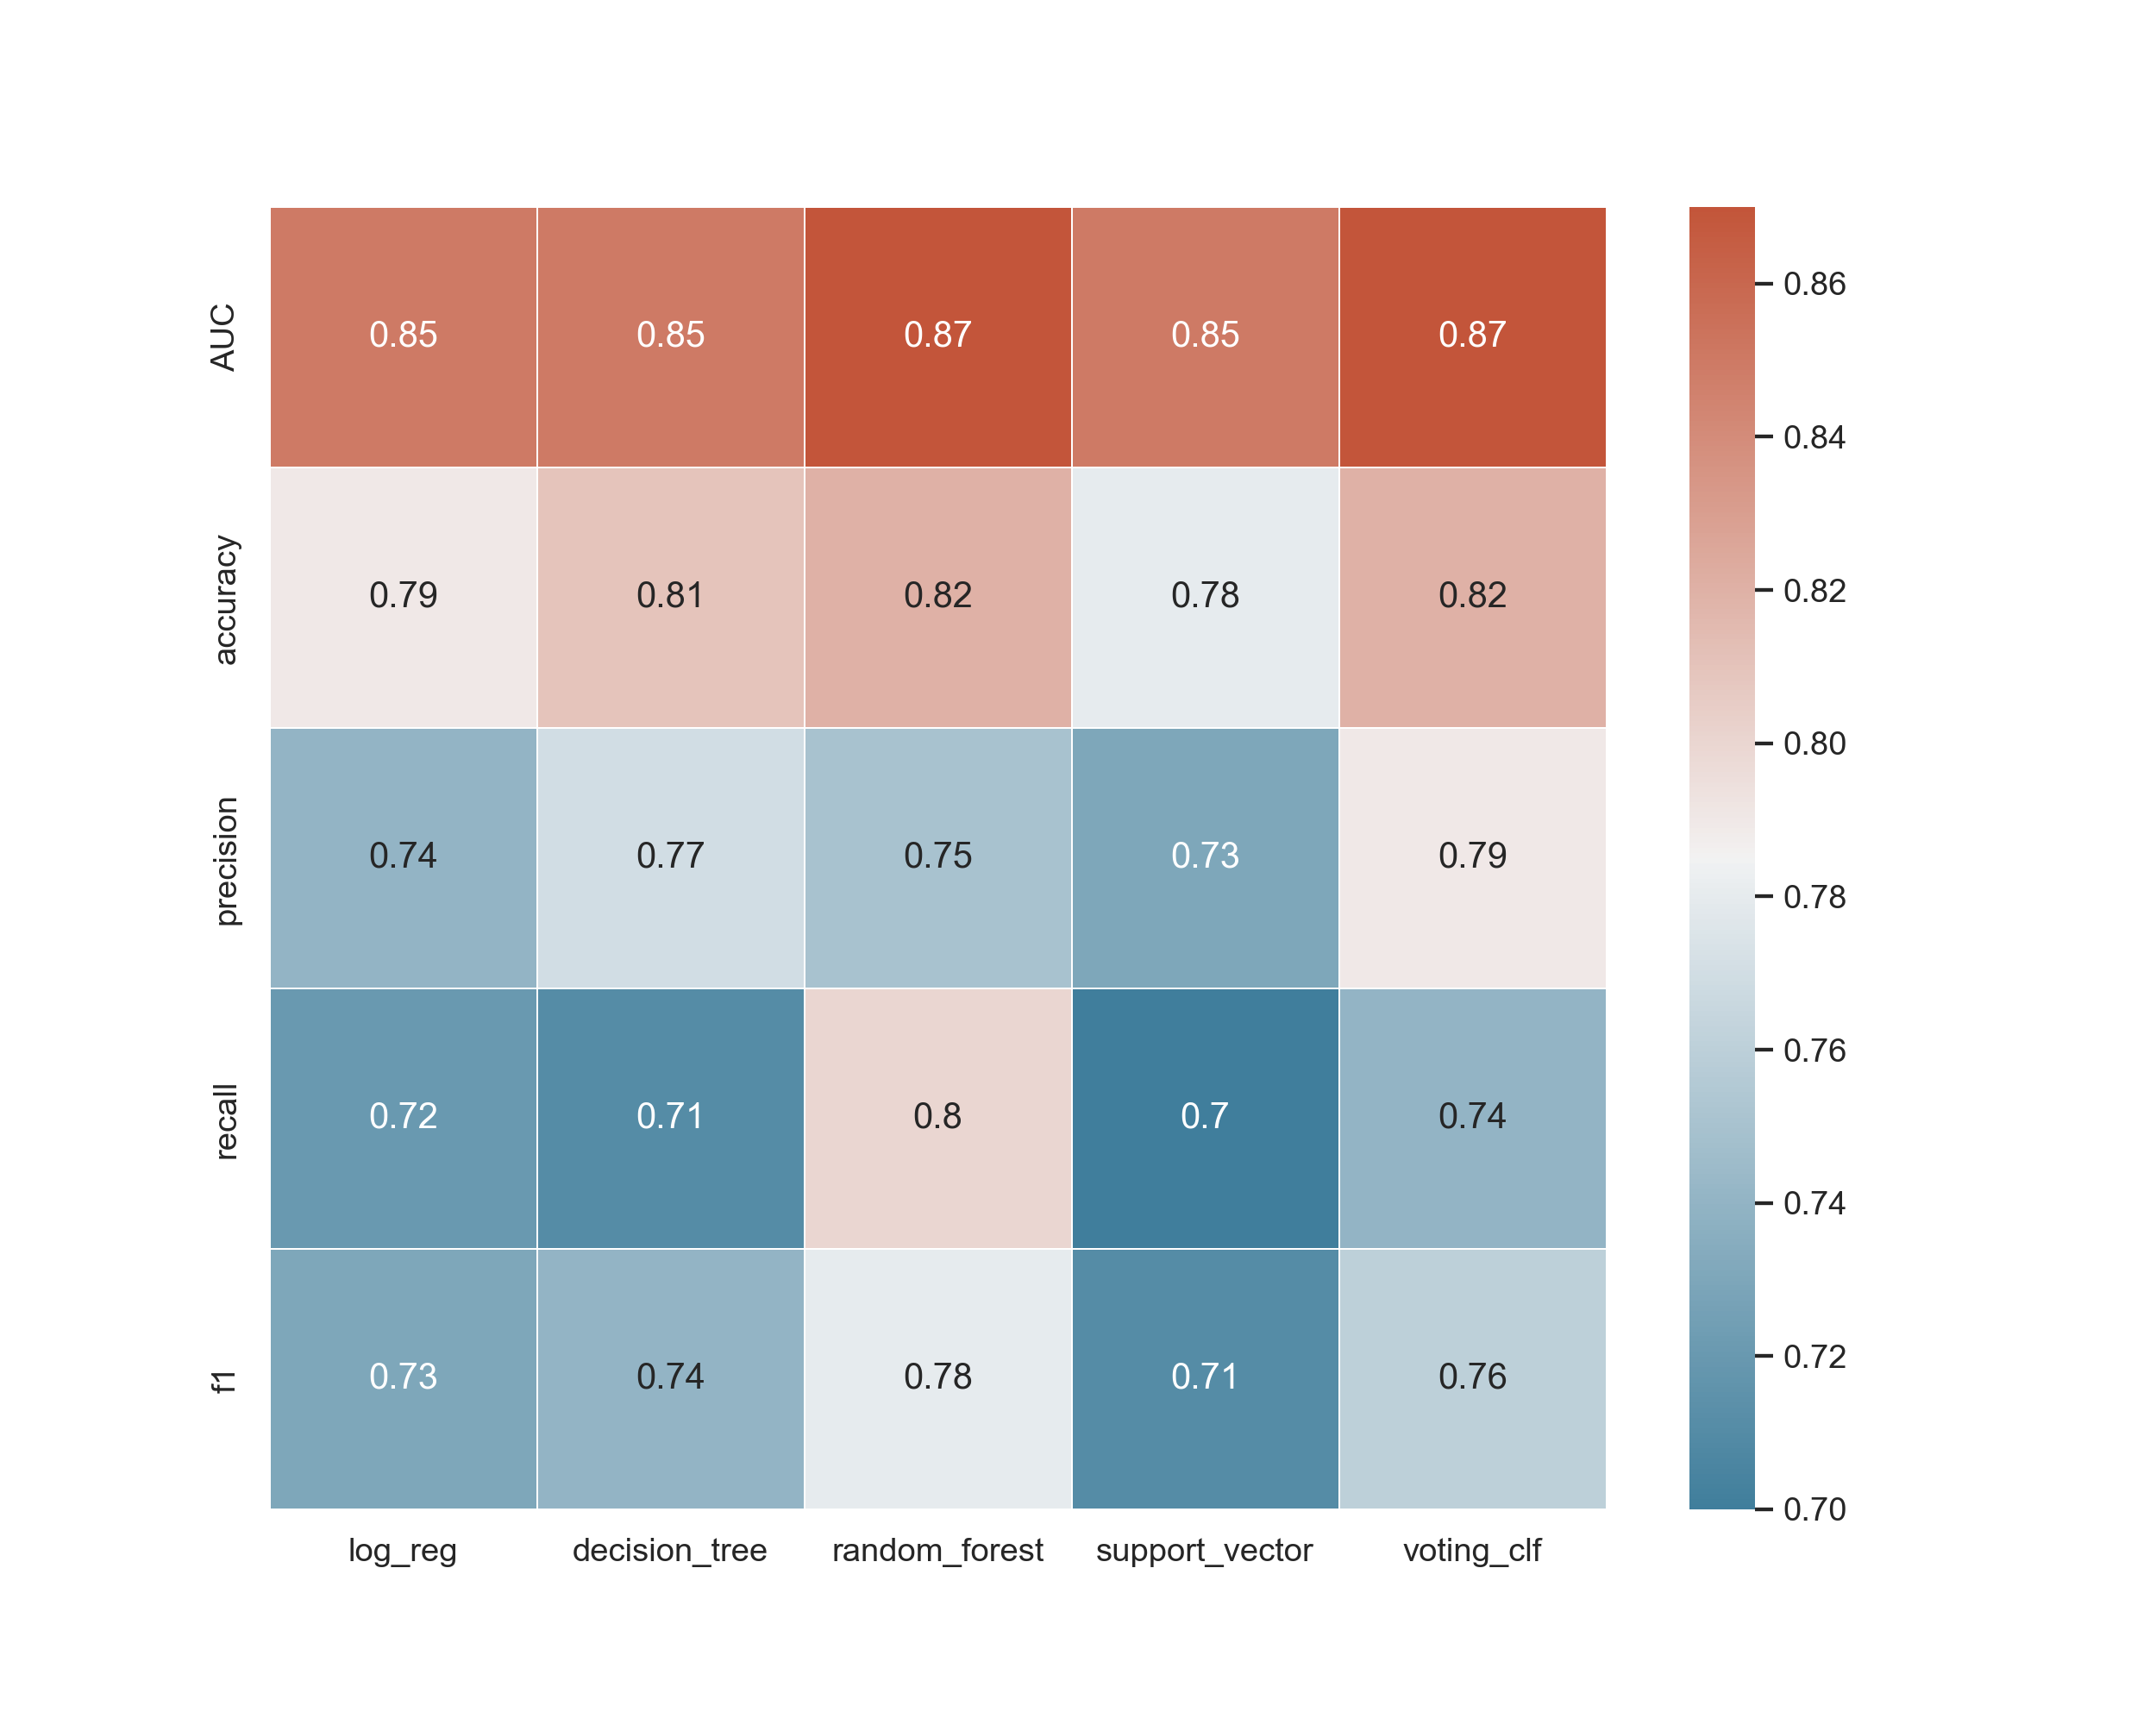 AUC 0.85 0.85 0.87 0.85 0.87
accuracy 0.79 0.81 0.82 0.78 0.82
precision 0.74 0.77 0.75 0.73 0.79
recall 0.72 0.71 0.8 0.7 0.74
f1 0.73 0.74 0.78 0.71 0.76
log_reg decision_tree random_forest support_vector voting_clf
0.86
0.84
0.82
0.80
0.78
0.76
0.74
0.72
0.70